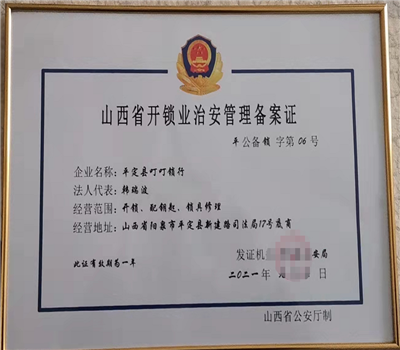 山西省开锁业治安管理备案证
平公备锁字第06号
企业名称:平定县叮叮锁行
法人代表:韩瑞波
经营范围:开锁、配钥匙、锁具修理
经营地址:山西省阳泉市平定县新建路司法局17号底商
发证机 安局
此证有效期为一年
二〇二一年 日
山西省公安厅制